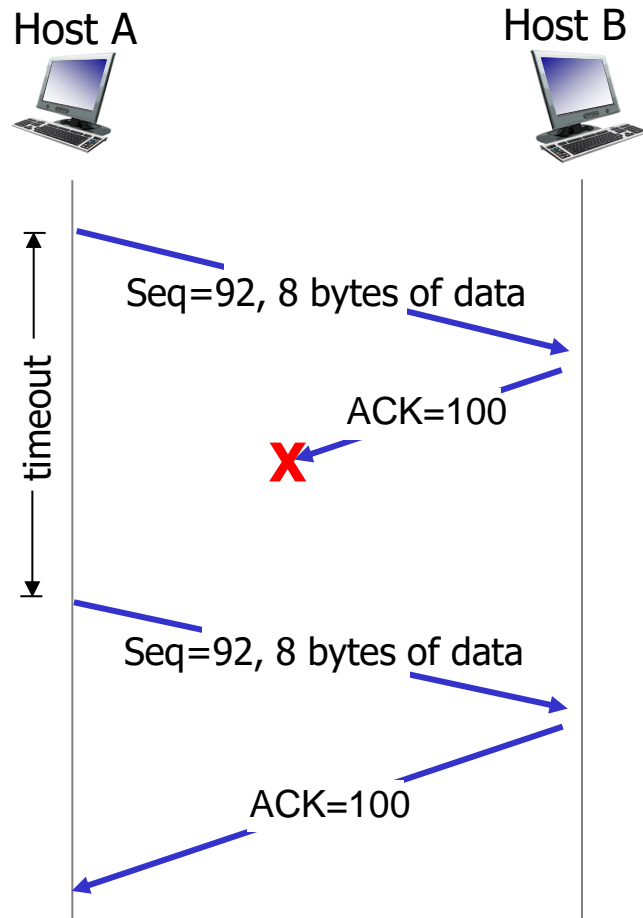 Host A
Host B
Seq=92, 8 bytes of data
ACK=100
X
timeout
Seq=92, 8 bytes of data
ACK=100